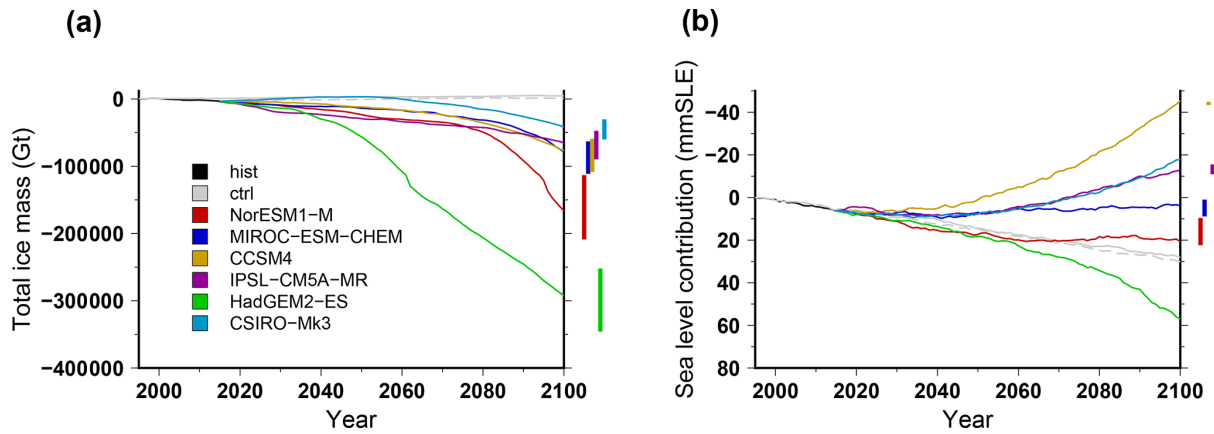 (a)
Total ice mass (Gt)
0
−100000
−200000
−300000
−400000
hist
ctrl
NorESM1−M
MIROC−ESM−CHEM
CCSM4
IPSL−CM5A−MR
HadGEM2−ES
CSIRO−Mk3
2000 2020 2040 2060 2080 2100
Year
(b)
Sea level contribution (mmSLE)
−40
−20
0
20
40
60
80
2000 2020 2040 2060 2080 2100
Year